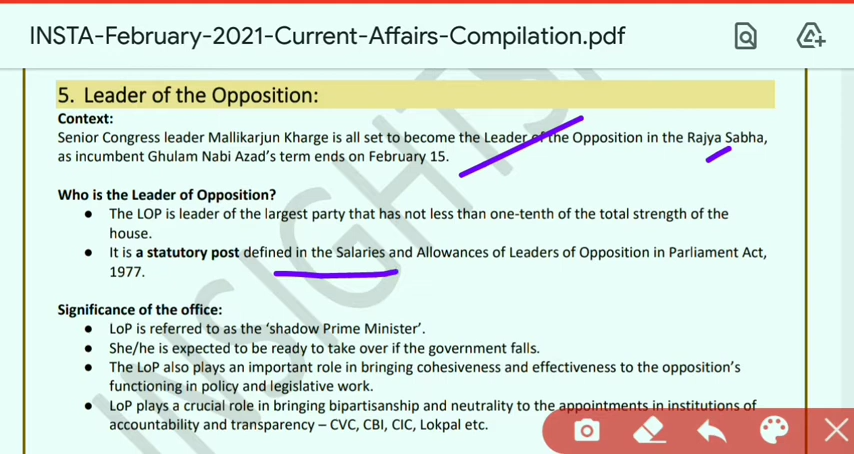 INSTA-February-2021-Current-Affairs-Compilation.pdf
5. Leader of the Opposition:
Context:
Senior Congress leader Mallikarjun Kharge is all set to become the Leader of the Opposition in the Rajya Sabha,
as incumbent Ghulam Nabi Azad's term ends on February 15.
Who is the Leader of Opposition?
• The LOP is leader of the largest party that has not less than one-tenth of the total strength of the
house.
• It is a statutory post defined in the Salaries and Allowances of Leaders of Opposition in Parliament Act,
1977.
Significance of the office:
• LoP is referred to as the 'shadow Prime Minister'.
• She/he is expected to be ready to take over if the government falls.
• The LoP also plays an important role in bringing cohesiveness and effectiveness to the opposition's
functioning in policy and legislative work.
• LoP plays a crucial role in bringing bipartisanship and neutrality to the appointments in institutions of
accountability and transparency – CVC, CBI, CIC, Lokpal etc.
INSIGHTS